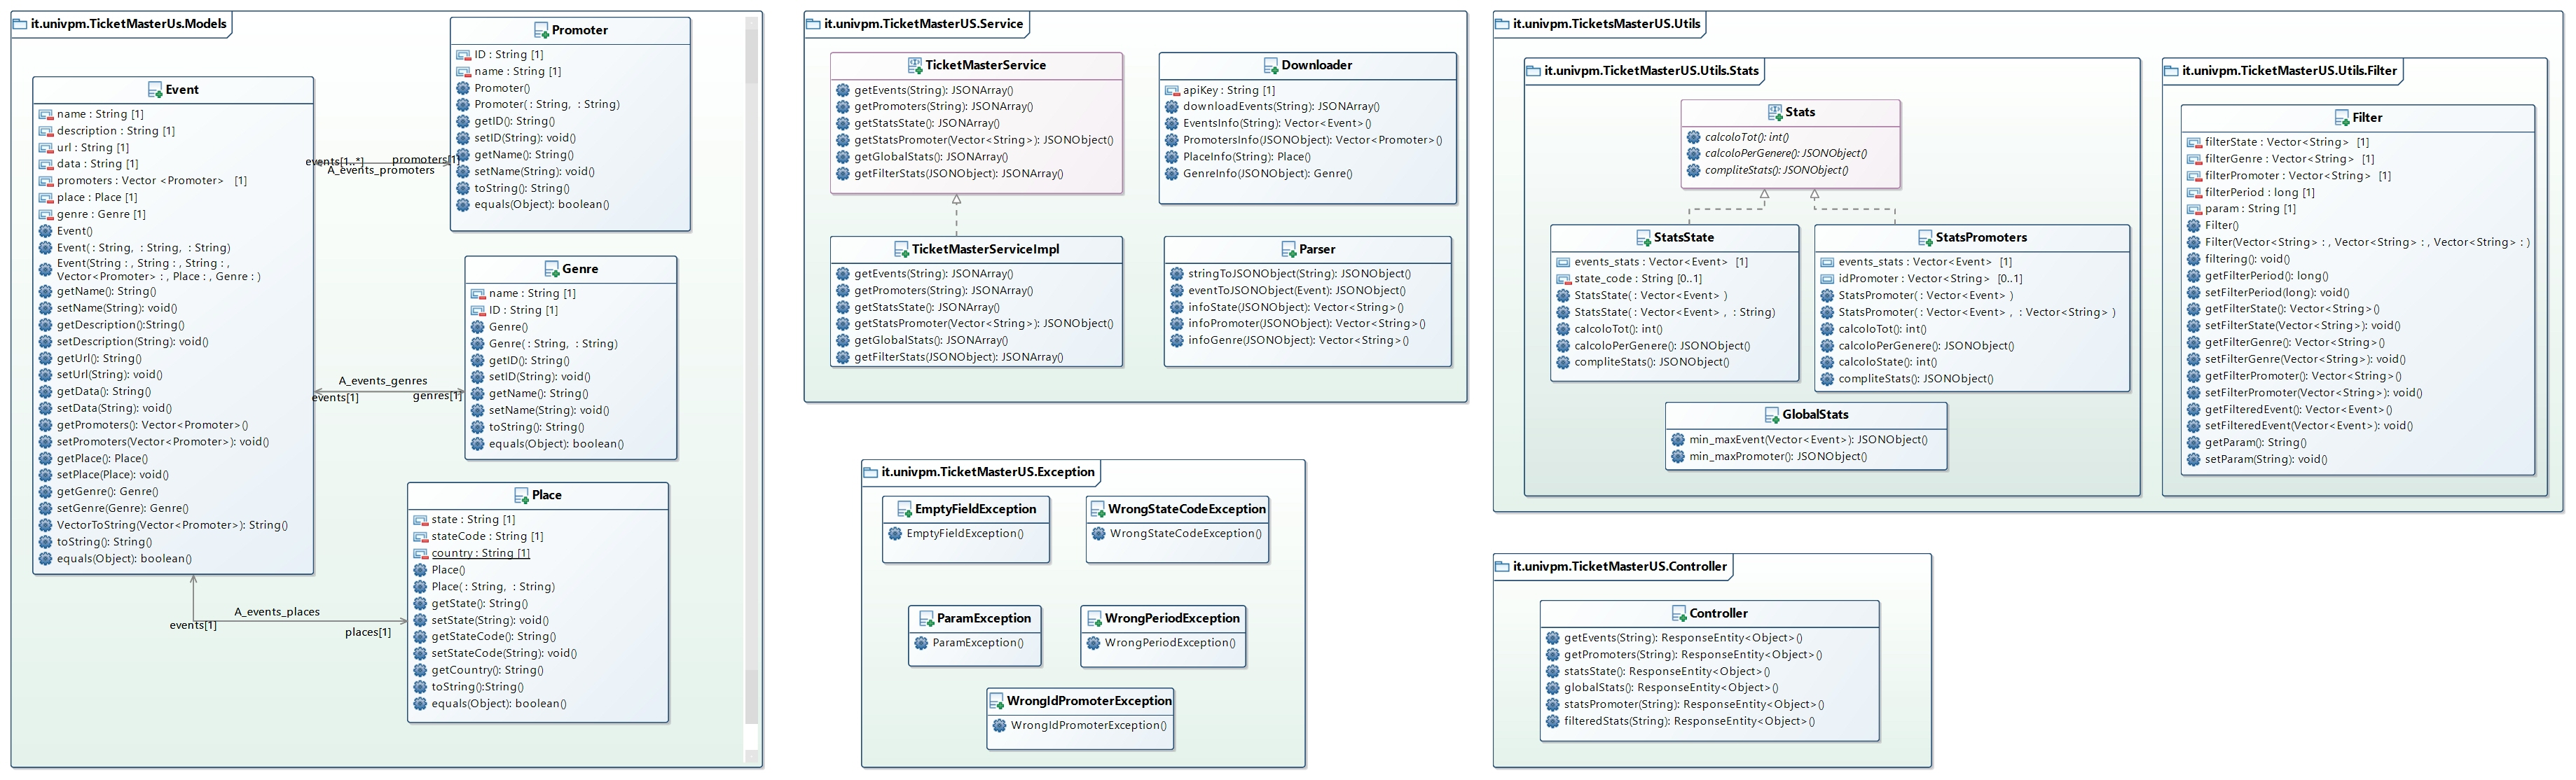 it.univpm.TicketMasterUs.Models
Event
name : String [1]
description : String [1]
url : String [1]
data : String [1]
promoters : Vector <Promoter>   [1]
place : Place [1]
genre : Genre [1]
Event()
Event( : String,  : String,  : String)
Event(String : , String : , String : ,
Vector<Promoter> : , Place : , Genre : )
getName(): String()
setName(String): void()
getDescription():String()
setDescription(String): void()
getUrl(): String()
setUrl(String): void()
getData(): String()
setData(String): void()
getPromoters(): Vector<Promoter>()
setPromoters(Vector<Promoter>): void()
getPlace(): Place()
setPlace(Place): void()
getGenre(): Genre()
setGenre(Genre): Genre()
VectorToString(Vector<Promoter>): String()
toString(): String()
equals(Object): boolean()
events[1..*]
promoters[1]
A_events_promoters
Promoter
ID : String [1]
name : String [1]
Promoter()
Promoter( : String,  : String)
getID(): String()
setID(String): void()
getName(): String()
setName(String): void()
toString(): String()
equals(Object): boolean()
A_events_genres
events[1]
genres[1]
Genre
name : String [1]
ID : String [1]
Genre()
Genre( : String,  : String)
getID(): String()
setID(String): void()
getName(): String()
setName(String): void()
toString(): String()
equals(Object): boolean()
A_events_places
events[1]
places[1]
Place
state : String [1]
stateCode : String [1]
country : String [1]
Place()
Place( : String,  : String)
getState(): String()
setState(String): void()
getStateCode(): String()
setStateCode(String): void()
getCountry(): String()
toString():String()
equals(Object): boolean()
it.univpm.TicketMasterUS.Service
TicketMasterService
getEvents(String): JSONArray()
getPromoters(String): JSONArray()
getStatsState(): JSONArray()
getStatsPromoter(Vector<String>): JSONObject()
getGlobalStats(): JSONArray()
getFilterStats(JSONObject): JSONArray()
Downloader
apiKey : String [1]
downloadEvents(String): JSONArray()
EventsInfo(String): Vector<Event>()
PromotersInfo(JSONObject): Vector<Promoter>()
PlaceInfo(String): Place()
GenreInfo(JSONObject): Genre()
TicketMasterServiceImpl
getEvents(String): JSONArray()
getPromoters(String): JSONArray()
getStatsState(): JSONArray()
getStatsPromoter(Vector<String>): JSONObject()
getGlobalStats(): JSONArray()
getFilterStats(JSONObject): JSONArray()
Parser
stringToJSONObject(String): JSONObject()
eventToJSONObject(Event): JSONObject()
infoState(JSONObject): Vector<String>()
infoPromoter(JSONObject): Vector<String>()
infoGenre(JSONObject): Vector<String>()
it.univpm.TicketMasterUS.Exception
EmptyFieldException
EmptyFieldException()
WrongStateCodeException
WrongStateCodeException()
ParamException
ParamException()
WrongPeriodException
WrongPeriodException()
WrongIdPromoterException
WrongIdPromoterException()
it.univpm.TicketsMasterUS.Utils
it.univpm.TicketMasterUS.Utils.Stats
Stats
calcoloTot(): int()
calcoloPerGenere(): JSONObject()
compliteStats(): JSONObject()
StatsState
events_stats : Vector<Event>   [1]
state_code : String [0..1]
StatsState( : Vector<Event> )
StatsState( : Vector<Event> ,  : String)
calcoloTot(): int()
calcoloPerGenere(): JSONObject()
compliteStats(): JSONObject()
StatsPromoters
events_stats : Vector<Event>   [1]
idPromoter : Vector<String>   [0..1]
StatsPromoter( : Vector<Event> )
StatsPromoter( : Vector<Event> ,  : Vector<String> )
calcoloTot(): int()
calcoloPerGenere(): JSONObject()
calcoloState(): int()
compliteStats(): JSONObject()
GlobalStats
min_maxEvent(Vector<Event>): JSONObject()
min_maxPromoter(): JSONObject()
it.univpm.TicketMasterUS.Utils.Filter
Filter
filterState : Vector<String>   [1]
filterGenre : Vector<String>   [1]
filterPromoter : Vector<String>   [1]
filterPeriod : long [1]
param : String [1]
Filter()
Filter(Vector<String> : , Vector<String> : , Vector<String> : )
filtering(): void()
getFilterPeriod(): long()
setFilterPeriod(long): void()
getFilterState(): Vector<String>()
setFilterState(Vector<String>): void()
getFilterGenre(): Vector<String>()
setFilterGenre(Vector<String>): void()
getFilterPromoter(): Vector<String>()
setFilterPromoter(Vector<String>): void()
getFilteredEvent(): Vector<Event>()
setFilteredEvent(Vector<Event>): void()
getParam(): String()
setParam(String): void()
it.univpm.TicketMasterUS.Controller
Controller
getEvents(String): ResponseEntity<Object>()
getPromoters(String): ResponseEntity<Object>()
statsState(): ResponseEntity<Object>()
globalStats(): ResponseEntity<Object>()
statsPromoter(String): ResponseEntity<Object>()
filteredStats(String): ResponseEntity<Object>()